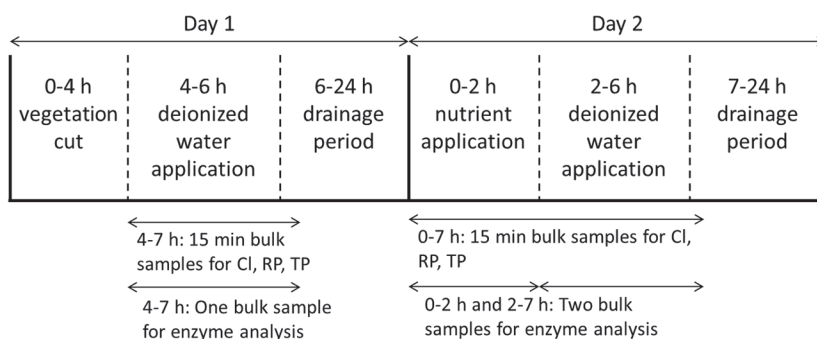 Day 1
Day 2
0-4 h
vegetation
cut
4-6 h
deionized
water
application
6-24 h
drainage
period
0-2 h
nutrient
application
2-6 h
deionized
water
application
7-24 h
drainage
period
4-7 h: 15 min bulk
samples for Cl, RP, TP
4-7 h: One bulk sample
for enzyme analysis
0-7 h: 15 min bulk samples for Cl,
RP, TP
0-2 h and 2-7 h: Two bulk
samples for enzyme analysis